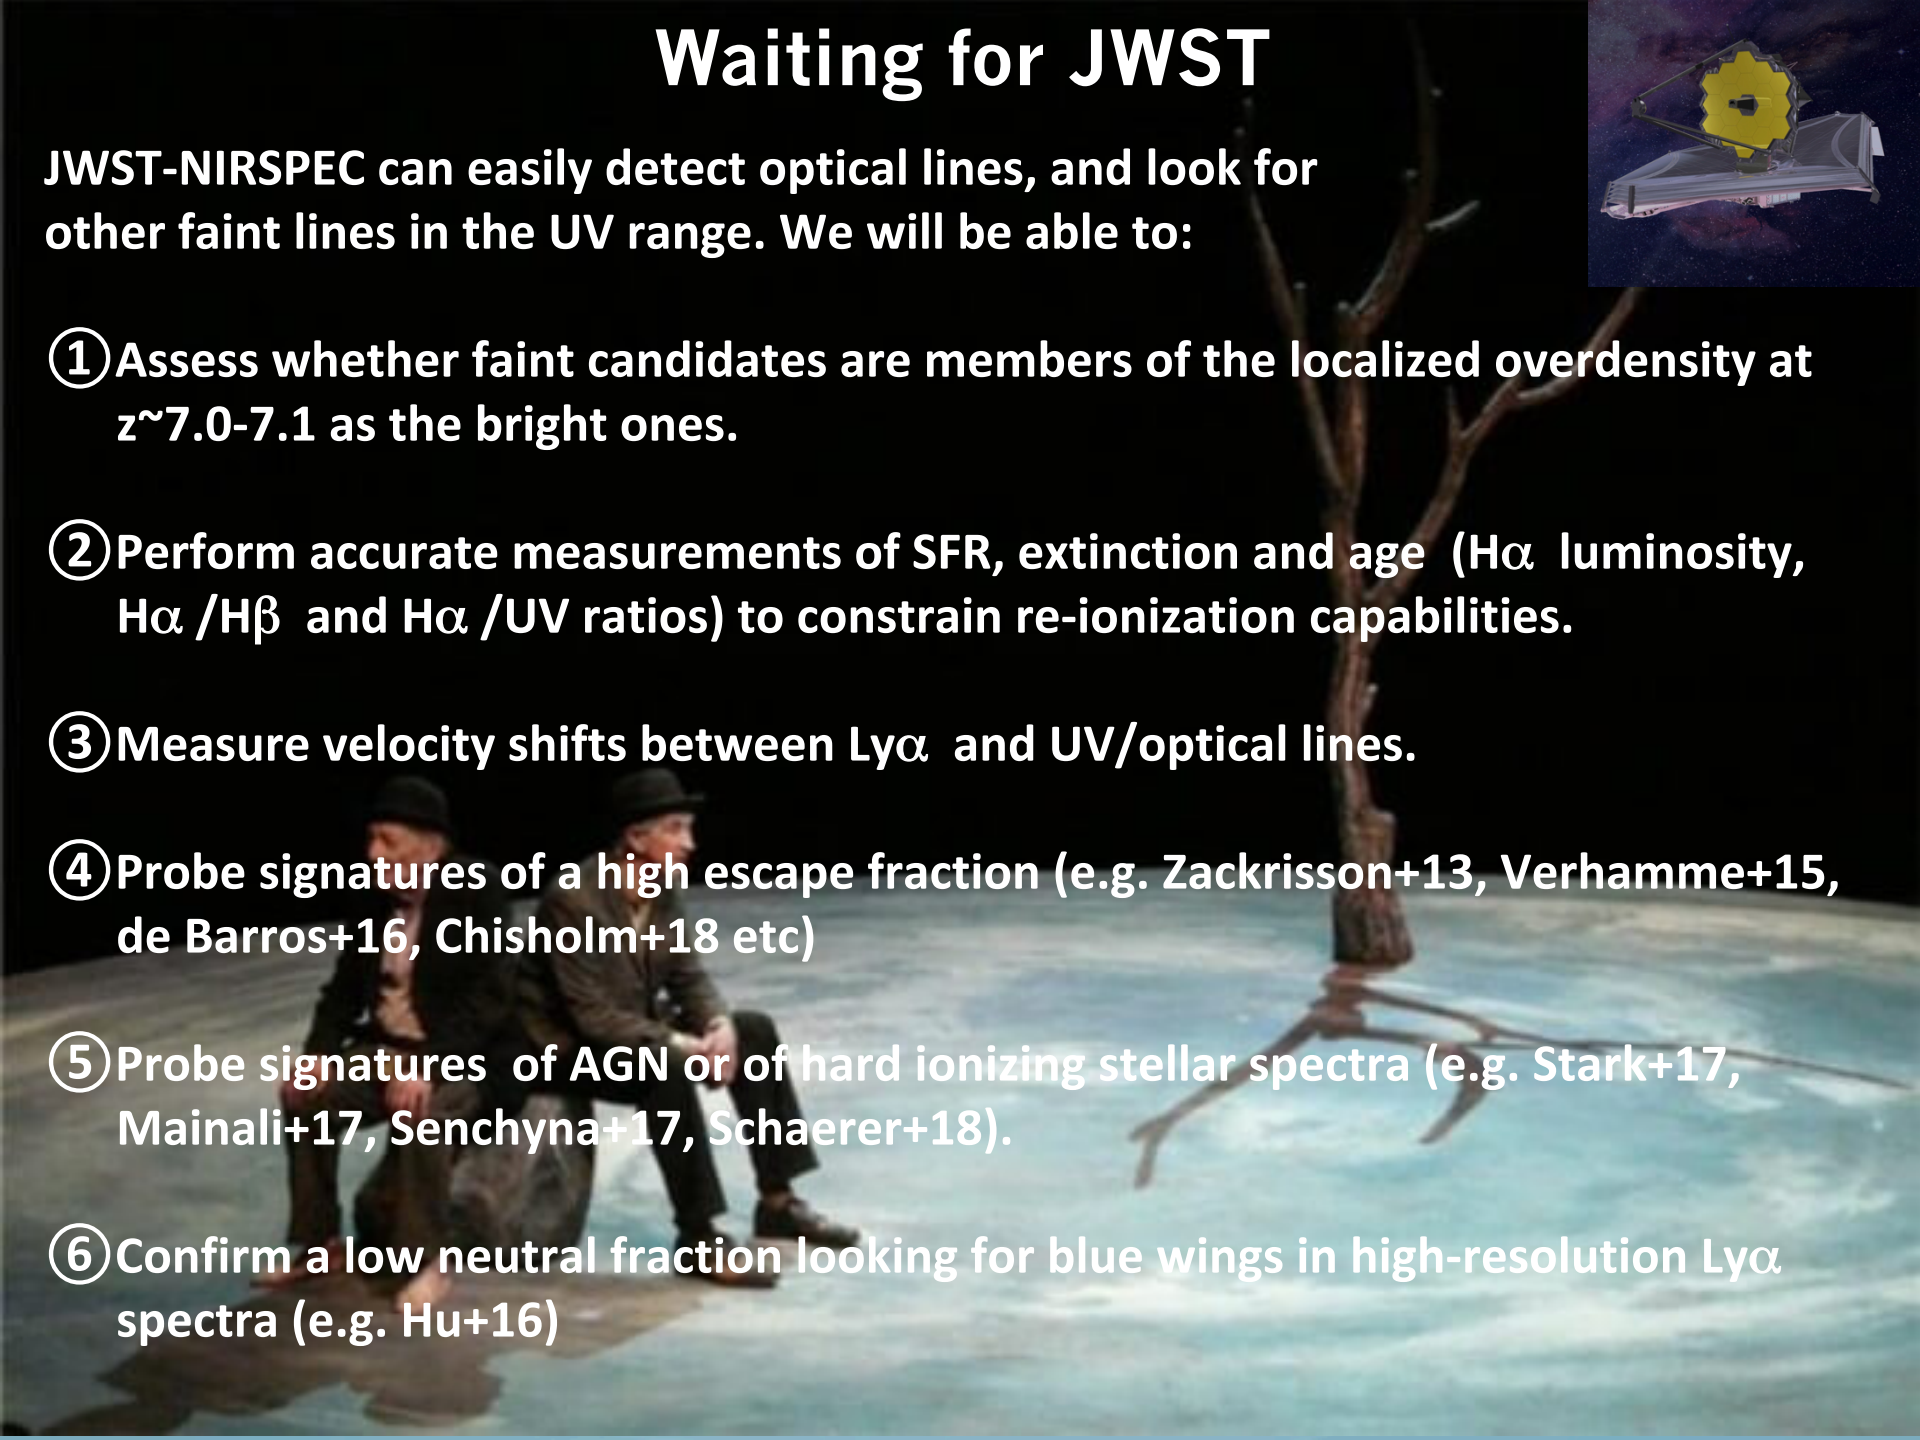 Waiting for JWST
JWST-NIRSPEC can easily detect optical lines, and look for
other faint lines in the UV range. We will be able to:
①Assess whether faint candidates are members of the localized overdensity at
z~7.0-7.1 as the bright ones.
②Perform accurate measurements of SFR, extinction and age (Hα luminosity,
Hα /Hβ and Hα /UV ratios) to constrain re-ionization capabilities.
③Measure velocity shifts between Lyα and UV/optical lines.
④Probe signatures of a high escape fraction (e.g. Zackrisson+13, Verhamme+15,
de Barros+16, Chisholm+18 etc)
⑤Probe signatures of AGN or of hard ionizing stellar spectra (e.g. Stark+17,
Mainali+17, Senchyna+17, Schaerer+18).
⑥Confirm a low neutral fraction looking for blue wings in high-resolution Lyα
spectra (e.g. Hu+16)